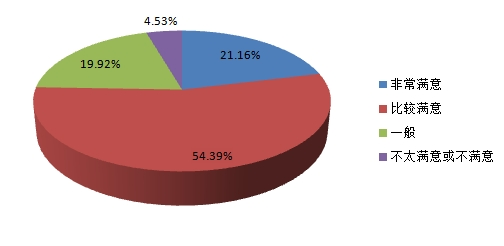 4.53%
21.16%
19.92%
54.39%
非常满意
比较满意
一般
不太满意或不满意